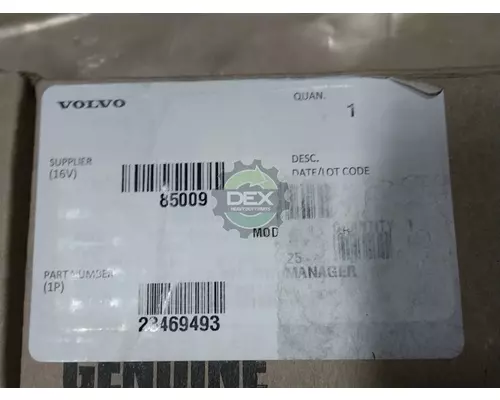 VOLVO
QUAN.
1
SUPPLIER
(16V)
85009
DESC.
DATE/LOT CODE
DEX
MOD
25
MANAGER
PART NUMBER
(1P)
23469493
GENUINE